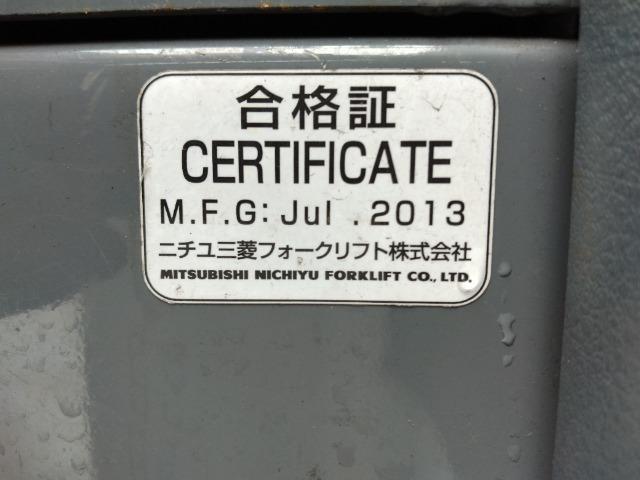 合格証
CERTIFICATE
M.F.G: Jul .2013
ニチユ三菱フォークリフト株式会社
MITSUBISHI NICHIYU FORKLIFT CO., LTD.